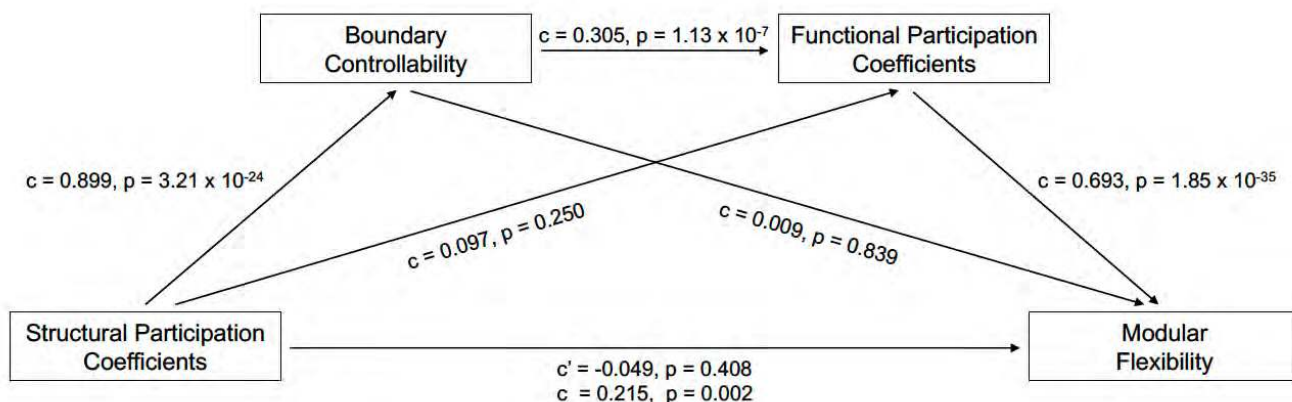 Boundary
Controllability
c = 0.305, p = 1.13 x 10⁻⁷
Functional Participation
Coefficients
c = 0.899, p = 3.21 x 10⁻²⁴
c = 0.693, p = 1.85 x 10⁻³⁵
c = 0.097, p = 0.250
c = 0.009, p = 0.839
Structural Participation
Coefficients
c' = -0.049, p = 0.408
c = 0.215, p = 0.002
Modular
Flexibility